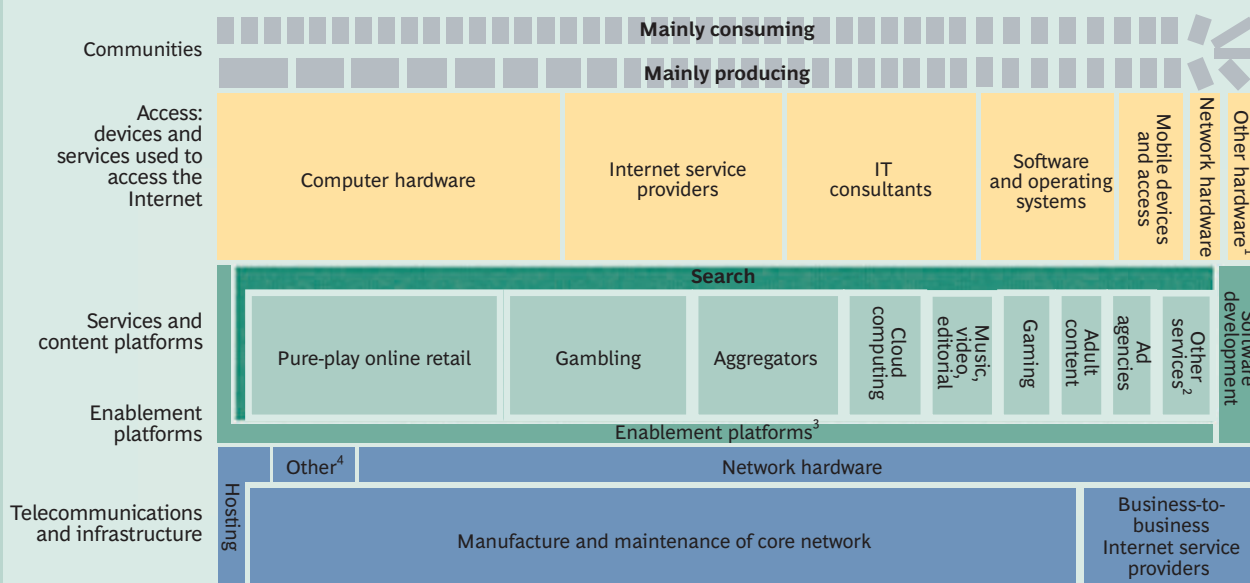 Communities
Mainly consuming
Mainly producing
Access:
devices and
services used to
access the
Internet
Computer hardware
Internet service
providers
IT
consultants
Software
and operating
systems
Mobile devices
and access
Network hardware
Other hardware¹
Services and
content platforms
Search
Pure-play online retail
Gambling
Aggregators
Cloud
computing
Music,
video,
editorial
Gaming
Adult
content
Ad
agencies
Other
services²
Software
development
Enablement
platforms
Enablement platforms³
Telecommunications
and infrastructure
Hosting
Other⁴
Network hardware
Manufacture and maintenance of core network
Business-to-
business
Internet service
providers